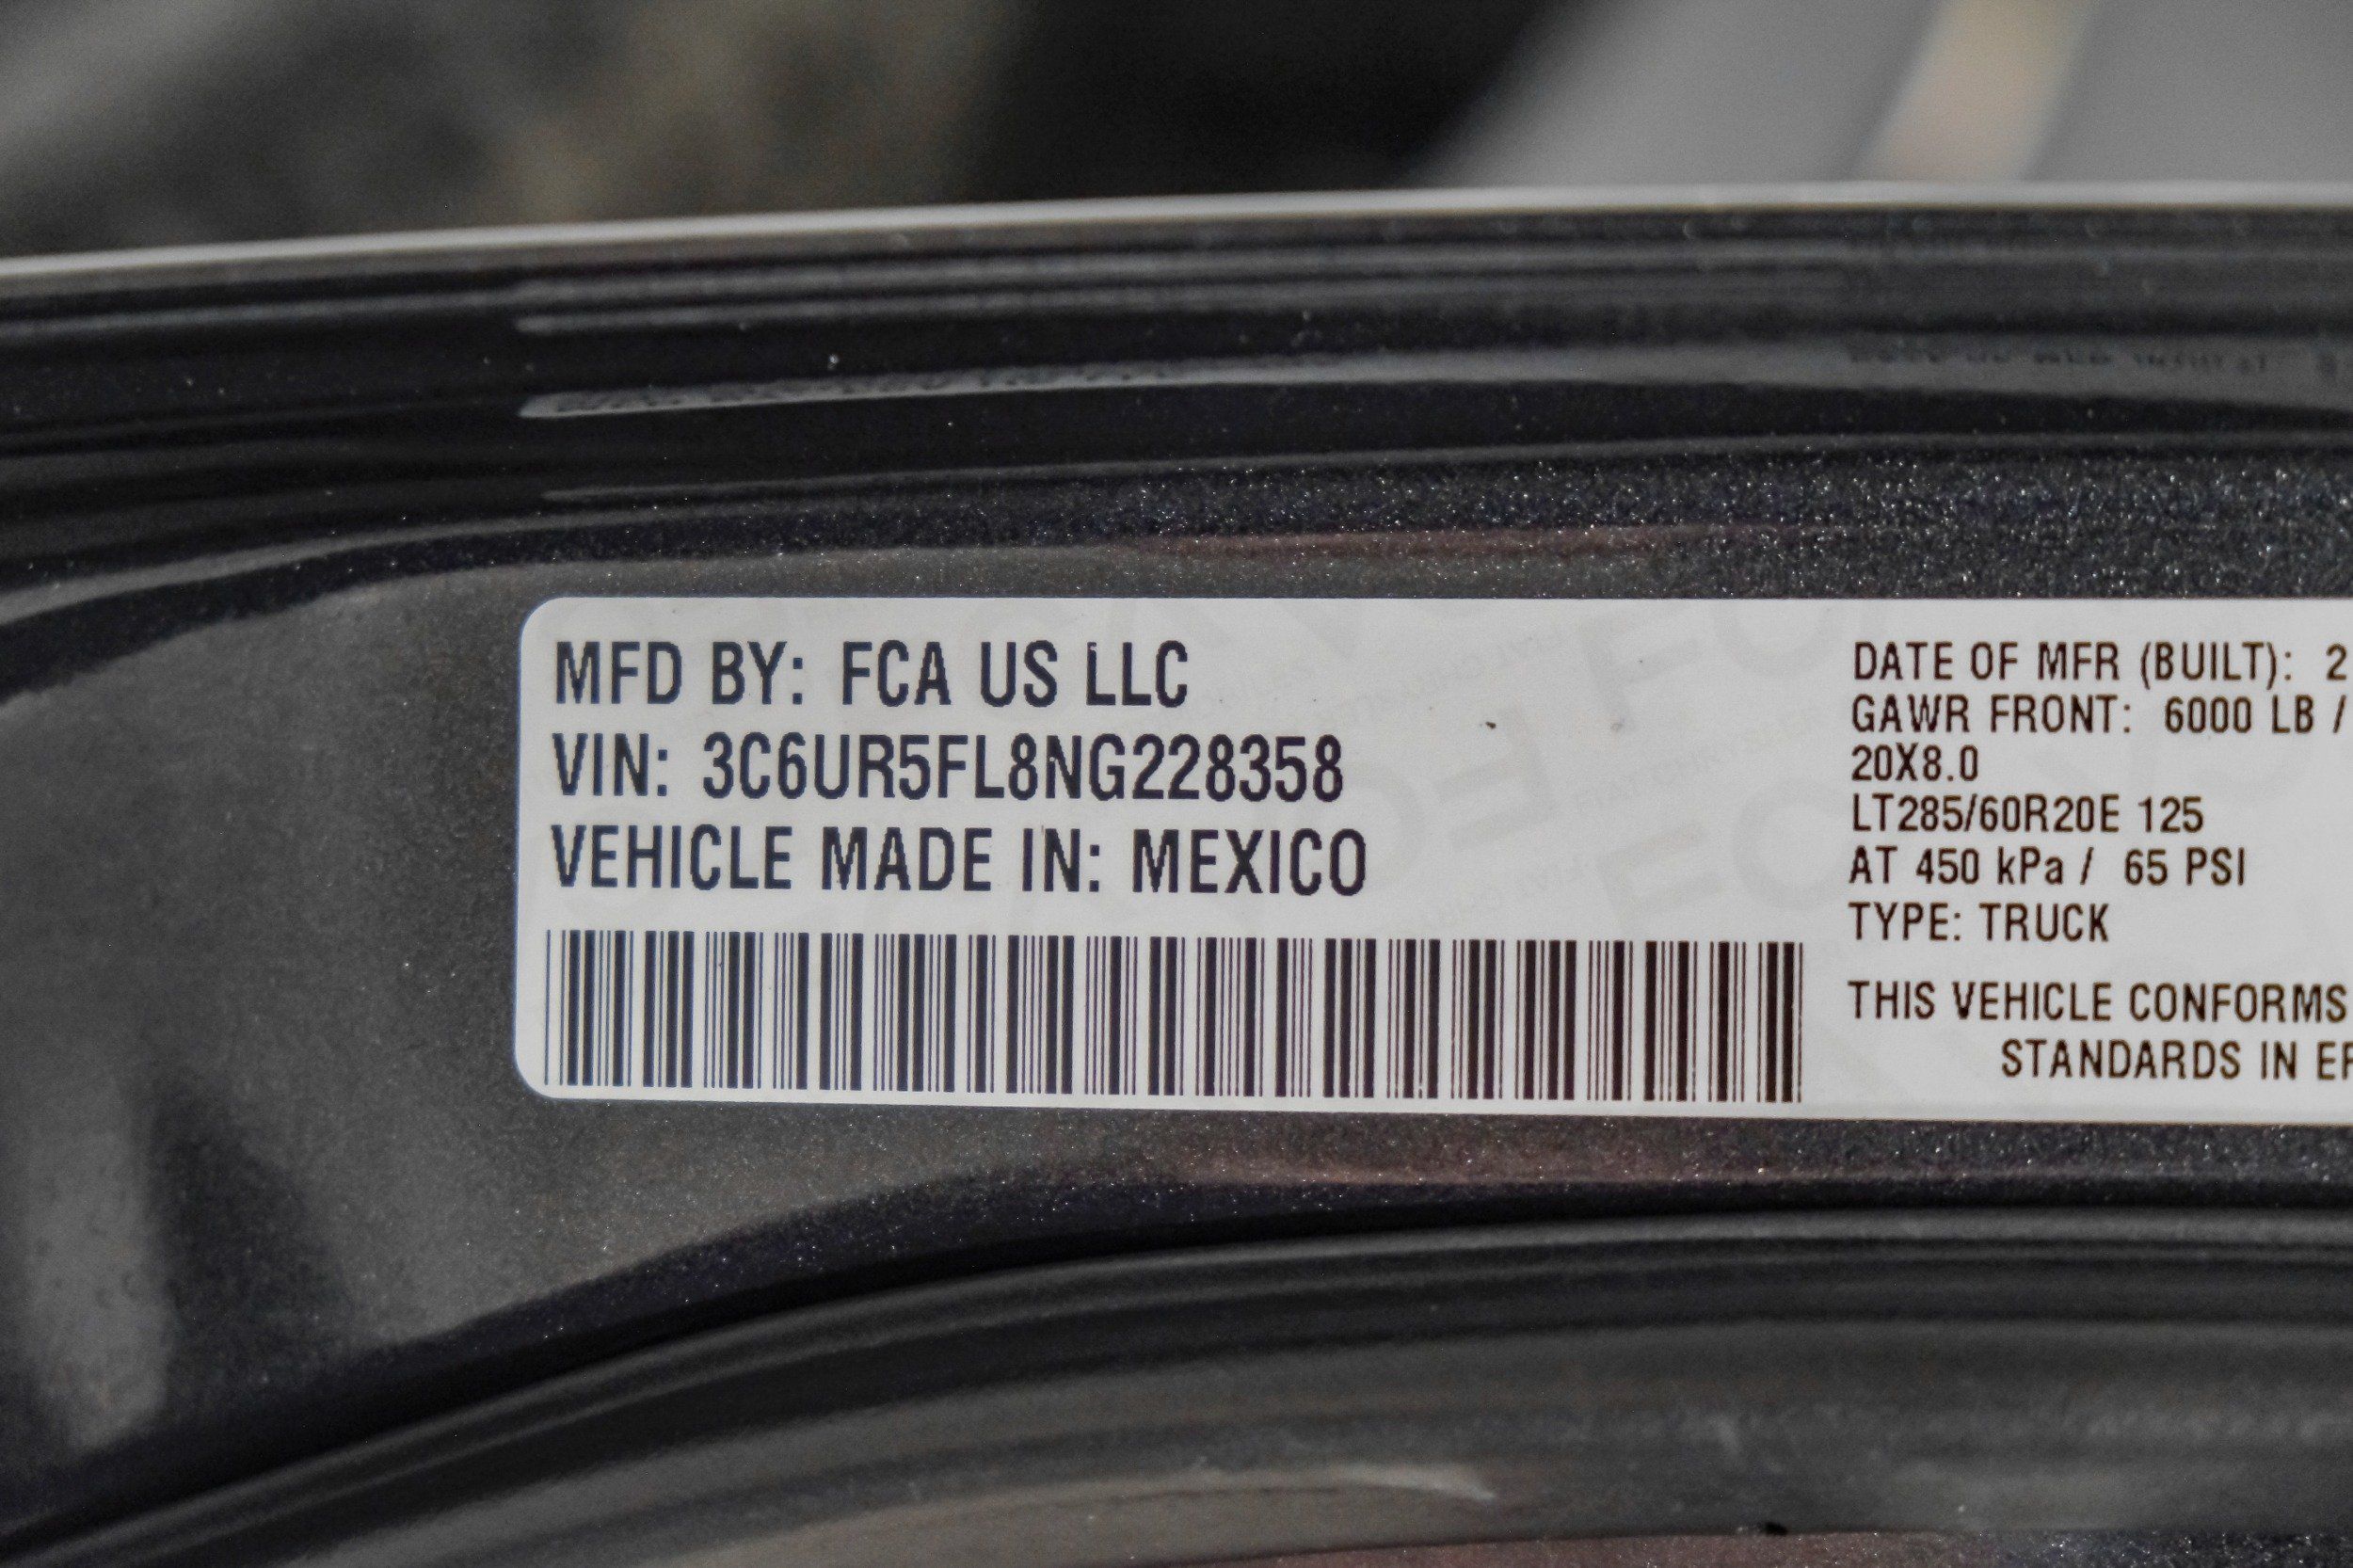 MFD BY: FCA US LLC
VIN: 3C6UR5FL8NG228358
VEHICLE MADE IN: MEXICO
DATE OF MFR (BUILT): 2
GAWR FRONT: 6000 LB /
20X8.0
LT285/60R20E 125
AT 450 kPa / 65 PSI
TYPE: TRUCK
THIS VEHICLE CONFORMS
STANDARDS IN